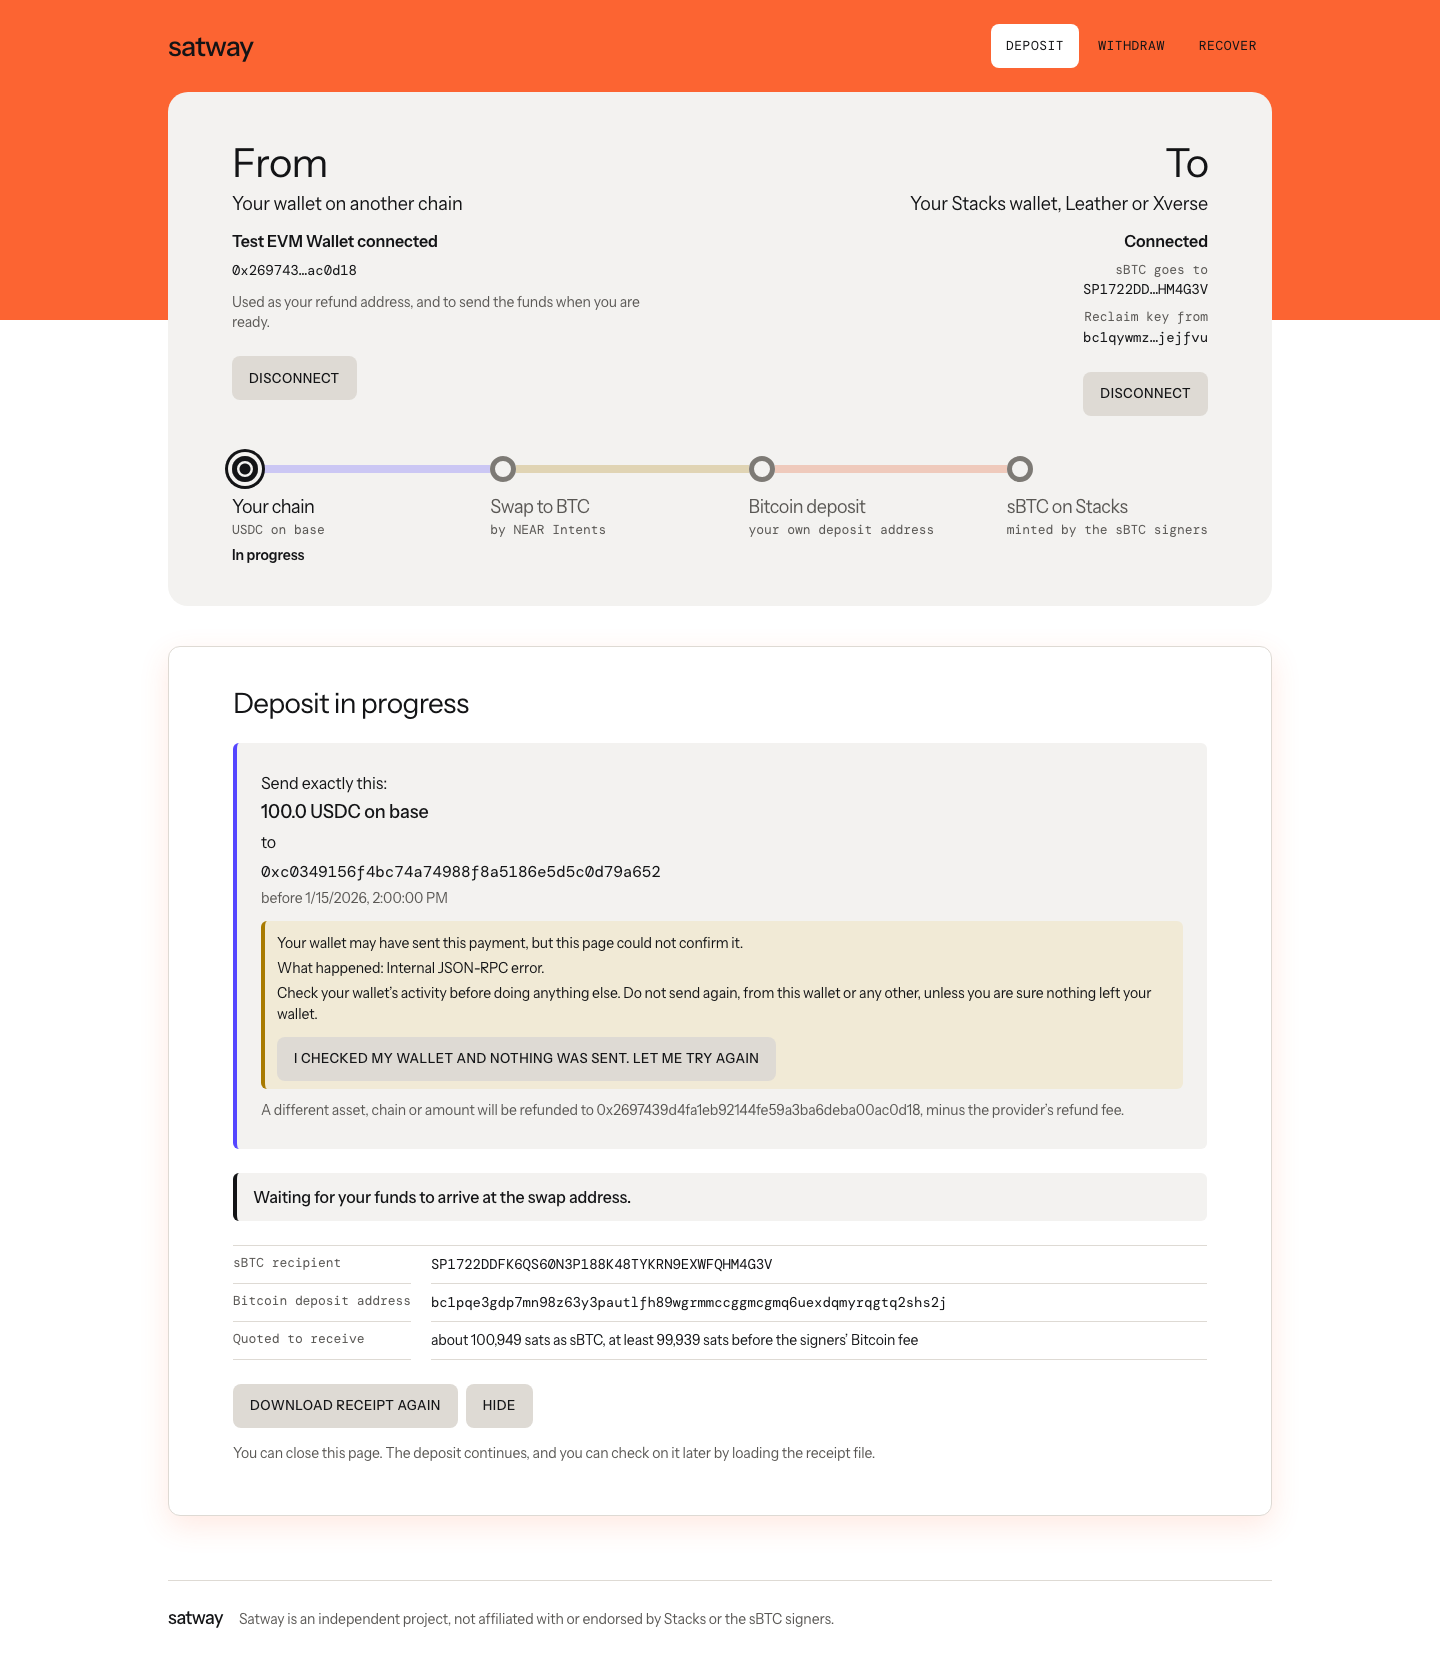 satway
DEPOSIT
WITHDRAW
RECOVER
From
Your wallet on another chain
Test EVM Wallet connected
0x269743…ac0d18
Used as your refund address, and to send the funds when you are
ready.
DISCONNECT
To
Your Stacks wallet, Leather or Xverse
Connected
sBTC goes to
SP1722DD…HM4G3V
Reclaim key from
bc1qywmz…jejfvu
DISCONNECT
Your chain
USDC on base
In progress
Swap to BTC
by NEAR Intents
Bitcoin deposit
your own deposit address
sBTC on Stacks
minted by the sBTC signers
Deposit in progress
Send exactly this:
100.0 USDC on base
to
0xc0349156f4bc74a74988f8a5186e5d5c0d79a652
before 1/15/2026, 2:00:00 PM
Your wallet may have sent this payment, but this page could not confirm it.
What happened: Internal JSON-RPC error.
Check your wallet’s activity before doing anything else. Do not send again, from this wallet or any other, unless you are sure nothing left your
wallet.
I CHECKED MY WALLET AND NOTHING WAS SENT. LET ME TRY AGAIN
A different asset, chain or amount will be refunded to 0x2697439d4fa1eb92144fe59a3ba6deba00ac0d18, minus the provider’s refund fee.
Waiting for your funds to arrive at the swap address.
sBTC recipient
SP1722DDFK6QS60N3P188K48TYKRN9EXWFQHM4G3V
Bitcoin deposit address
bc1pqe3gdp7mn98z63y3pautlfh89wgrmmccggmcgmq6uexdqmyrqgtq2shs2j
Quoted to receive
about 100,949 sats as sBTC, at least 99,939 sats before the signers’ Bitcoin fee
DOWNLOAD RECEIPT AGAIN
HIDE
You can close this page. The deposit continues, and you can check on it later by loading the receipt file.
satway
Satway is an independent project, not affiliated with or endorsed by Stacks or the sBTC signers.